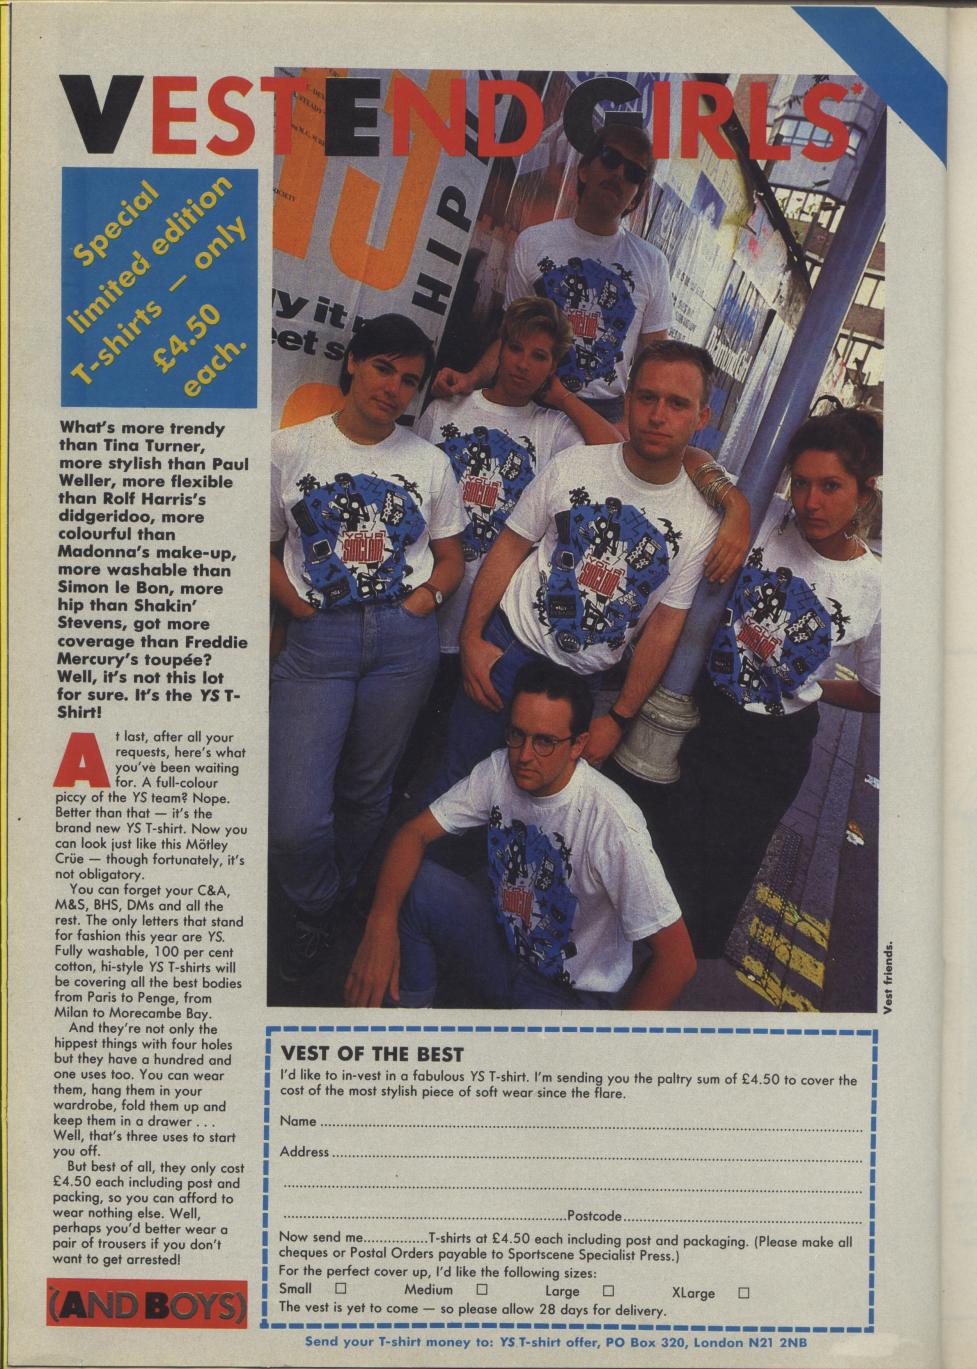 VEST END GIRLS*
Special
limited edition
T-shirts — only
£4.50
each.
What's more trendy
than Tina Turner,
more stylish than Paul
Weller, more flexible
than Rolf Harris's
didgeridoo, more
colourful than
Madonna's make-up,
more washable than
Simon le Bon, more
hip than Shakin'
Stevens, got more
coverage than Freddie
Mercury's toupée?
Well, it's not this lot
for sure. It's the YS T-
Shirt!
At last, after all your
requests, here's what
you've been waiting
for. A full-colour
piccy of the YS team? Nope.
Better than that — it's the
brand new YS T-shirt. Now you
can look just like this Mötley
Crüe — though fortunately, it's
not obligatory.
You can forget your C&A,
M&S, BHS, DMs and all the
rest. The only letters that stand
for fashion this year are YS.
Fully washable, 100 per cent
cotton, hi-style YS T-shirts will
be covering all the best bodies
from Paris to Penge, from
Milan to Morecambe Bay.
And they're not only the
hippest things with four holes
but they have a hundred and
one uses too. You can wear
them, hang them in your
wardrobe, fold them up and
keep them in a drawer . . .
Well, that's three uses to start
you off.
But best of all, they only cost
£4.50 each including post and
packing, so you can afford to
wear nothing else. Well,
perhaps you'd better wear a
pair of trousers if you don't
want to get arrested!
(AND BOYS)
HIP
YOUR
SINCLAIR
Vest friends.
VEST OF THE BEST
I'd like to in-vest in a fabulous YS T-shirt. I'm sending you the paltry sum of £4.50 to cover the
cost of the most stylish piece of soft wear since the flare.
Name
Address
Postcode
Now send me..............T-shirts at £4.50 each including post and packaging. (Please make all
cheques or Postal Orders payable to Sportscene Specialist Press.)
For the perfect cover up, I'd like the following sizes:
Small □ Medium □ Large □ XLarge □
The vest is yet to come — so please allow 28 days for delivery.
Send your T-shirt money to: YS T-shirt offer, PO Box 320, London N21 2NB